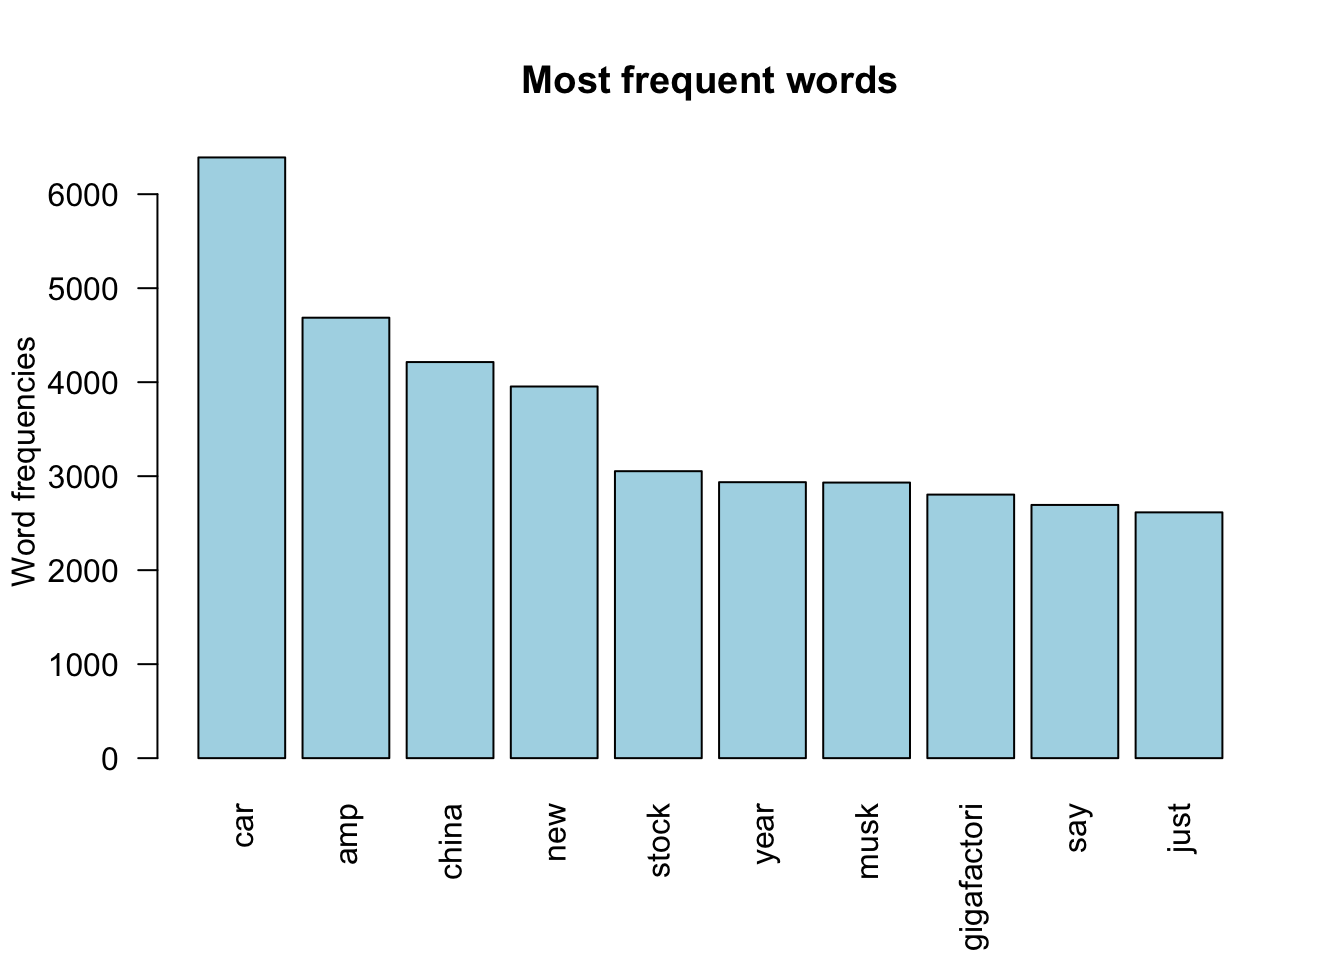 Most frequent words
Word frequencies
6000
5000
4000
3000
2000
1000
0
car
amp
china
new
stock
year
musk
gigafactori
say
just